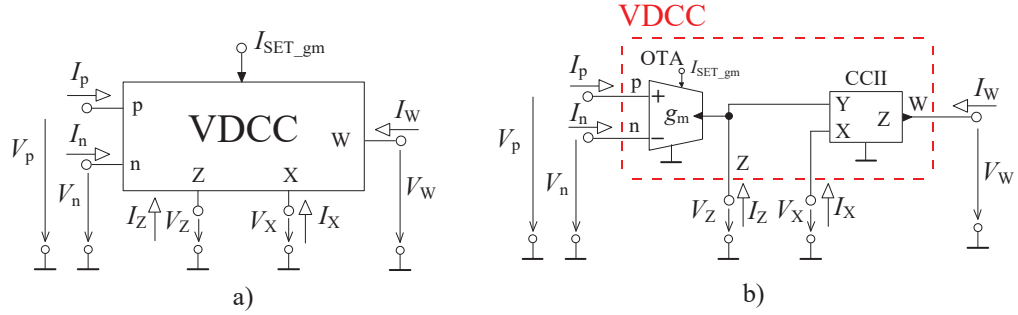 VDCC
I_SET_gm
I_p
p
VDCC
I_W
I_n
W
n
V_p
V_n
Z
X
I_Z
V_Z
V_X
I_X
V_W
a)
OTA
I_SET_gm
CCII
I_p
p
+
g_m
Y
W
I_W
I_n
n
−
X
Z
V_p
V_n
Z
V_Z
I_Z
V_X
I_X
V_W
b)